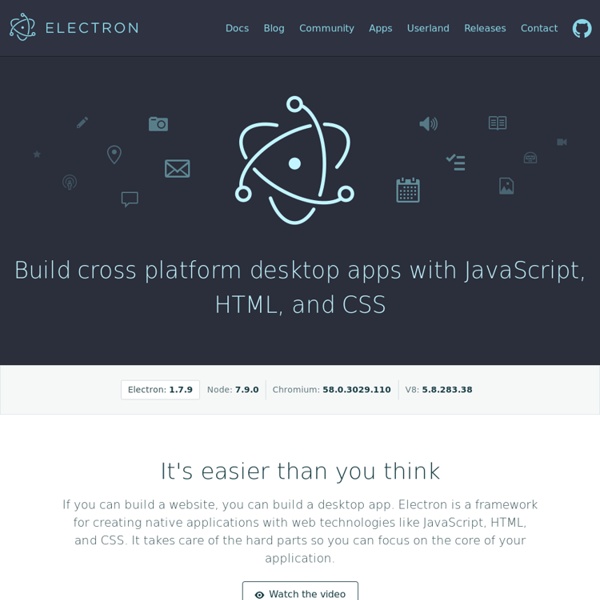 ELECTRON
Docs Blog Community Apps Userland Releases Contact
Build cross platform desktop apps with JavaScript,
HTML, and CSS
Electron: 1.7.9 Node: 7.9.0 Chromium: 58.0.3029.110 V8: 5.8.283.38
It's easier than you think
If you can build a website, you can build a desktop app. Electron is a framework
for creating native applications with web technologies like JavaScript, HTML,
and CSS. It takes care of the hard parts so you can focus on the core of your
application.
Watch the video